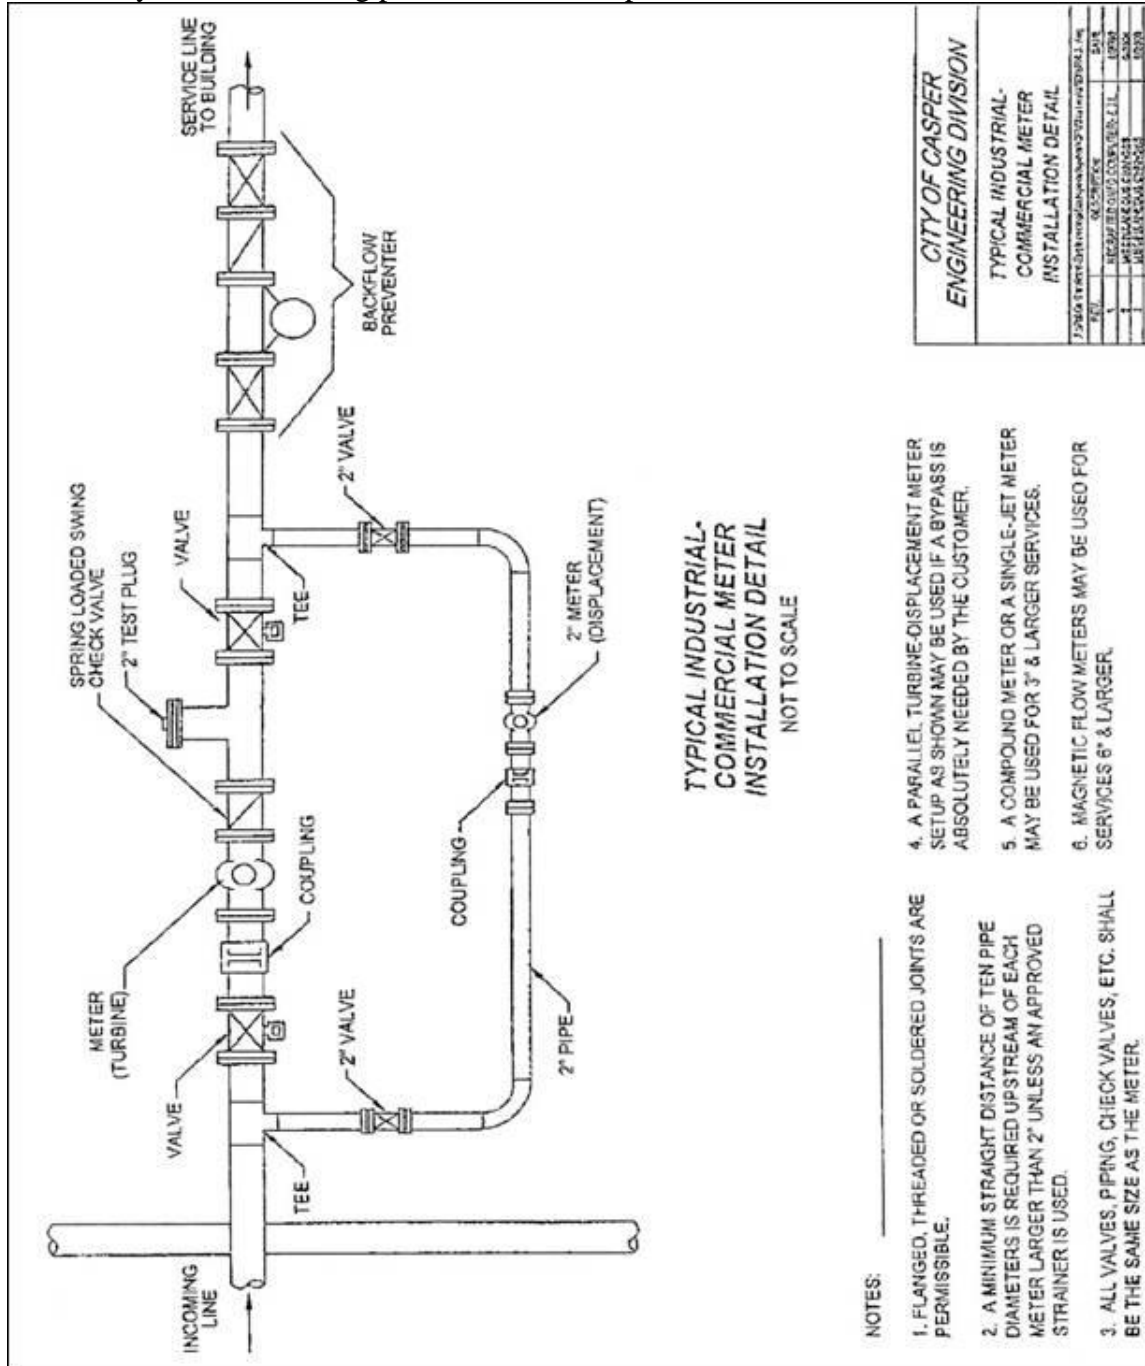 SERVICE LINE
TO BUILDING
BACKFLOW
PREVENTER
SPRING LOADED SWING
CHECK VALVE
2" TEST PLUG
VALVE
TEE
2" VALVE
2" METER
(DISPLACEMENT)
METER
(TURBINE)
COUPLING
COUPLING
VALVE
2" VALVE
2" PIPE
TEE
INCOMING
LINE
TYPICAL INDUSTRIAL-
COMMERCIAL METER
INSTALLATION DETAIL
NOT TO SCALE
NOTES:
1. FLANGED, THREADED OR SOLDERED JOINTS ARE
PERMISSIBLE.
2. A MINIMUM STRAIGHT DISTANCE OF TEN PIPE
DIAMETERS IS REQUIRED UPSTREAM OF EACH
METER LARGER THAN 2" UNLESS AN APPROVED
STRAINER IS USED.
3. ALL VALVES, PIPING, CHECK VALVES, ETC. SHALL
BE THE SAME SIZE AS THE METER.
4. A PARALLEL TURBINE-DISPLACEMENT METER
SETUP AS SHOWN MAY BE USED IF A BYPASS IS
ABSOLUTELY NEEDED BY THE CUSTOMER.
5. A COMPOUND METER OR A SINGLE-JET METER
MAY BE USED FOR 3" & LARGER SERVICES.
6. MAGNETIC FLOW METERS MAY BE USED FOR
SERVICES 6" & LARGER.
CITY OF CASPER
ENGINEERING DIVISION
TYPICAL INDUSTRIAL-
COMMERCIAL METER
INSTALLATION DETAIL
REV. DESCRIPTION DATE